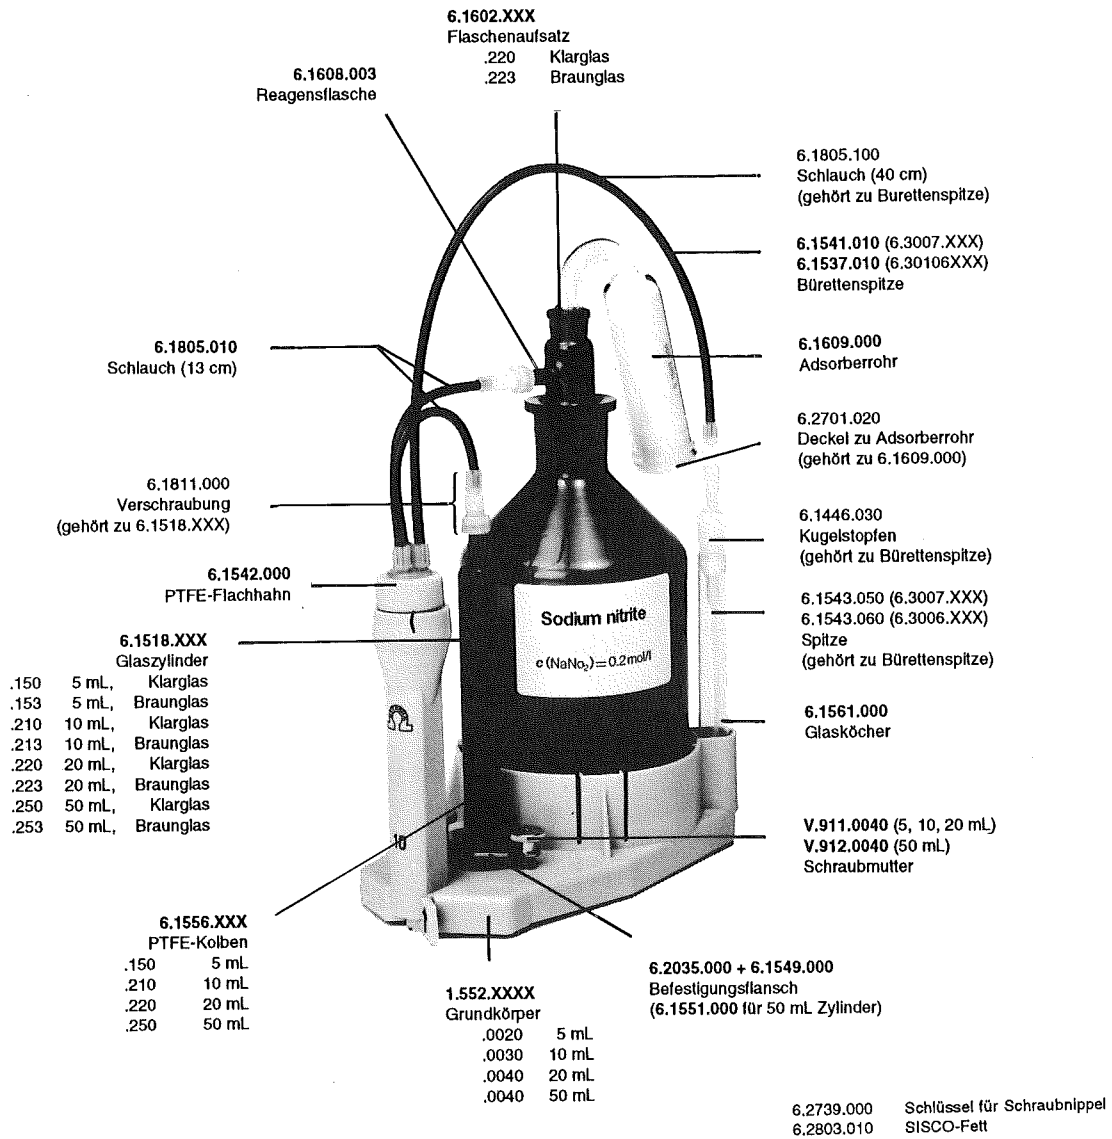 6.1602.XXX
Flaschenaufsatz
.220 Klarglas
.223 Braunglas
6.1608.003
Reagensflasche
6.1805.100
Schlauch (40 cm)
(gehört zu Burettenspitze)
6.1541.010 (6.3007.XXX)
6.1537.010 (6.30106XXX)
Bürettenspitze
6.1805.010
Schlauch (13 cm)
6.1609.000
Adsorberrohr
6.2701.020
Deckel zu Adsorberrohr
(gehört zu 6.1609.000)
6.1811.000
Verschraubung
(gehört zu 6.1518.XXX)
6.1446.030
Kugelstopfen
(gehört zu Bürettenspitze)
6.1542.000
PTFE-Flachhahn
6.1543.050 (6.3007.XXX)
6.1543.060 (6.3006.XXX)
Spitze
(gehört zu Bürettenspitze)
Sodium nitrite
c (NaNo2) = 0.2 mol/l
6.1518.XXX
Glaszylinder
.150 5 mL, Klarglas
.153 5 mL, Braunglas
.210 10 mL, Klarglas
.213 10 mL, Braunglas
.220 20 mL, Klarglas
.223 20 mL, Braunglas
.250 50 mL, Klarglas
.253 50 mL, Braunglas
6.1561.000
Glasköcher
10
V.911.0040 (5, 10, 20 mL)
V.912.0040 (50 mL)
Schraubmutter
6.1556.XXX
PTFE-Kolben
.150 5 mL
.210 10 mL
.220 20 mL
.250 50 mL
1.552.XXXX
Grundkörper
.0020 5 mL
.0030 10 mL
.0040 20 mL
.0040 50 mL
6.2035.000 + 6.1549.000
Befestigungsflansch
(6.1551.000 für 50 mL Zylinder)
6.2739.000 Schlüssel für Schraubnippel
6.2803.010 SISCO-Fett